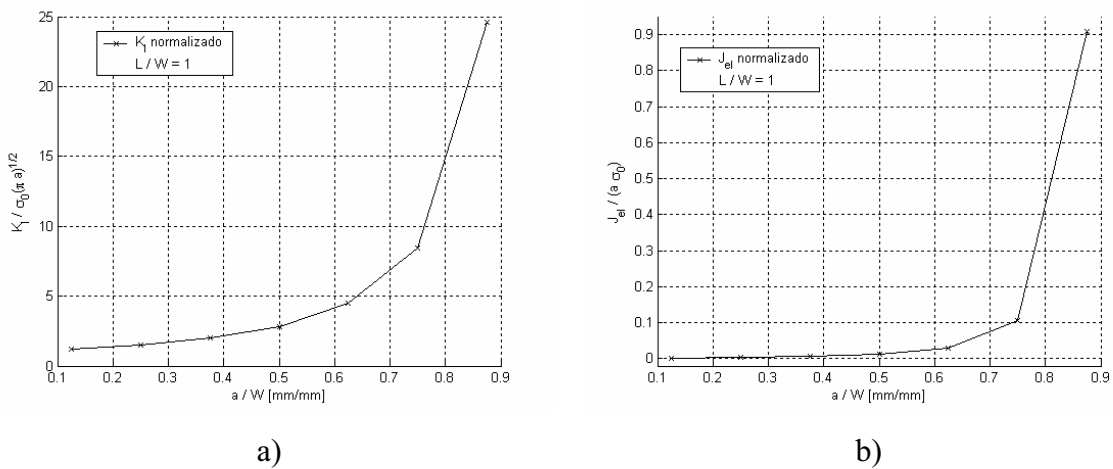 25
20
15
10
5
0
K_I / σ_0(π a)^1/2
K_I normalizado
L / W = 1
0.1 0.2 0.3 0.4 0.5 0.6 0.7 0.8 0.9
a / W [mm/mm]
a)
0.9
0.8
0.7
0.6
0.5
0.4
0.3
0.2
0.1
0
J_el / (a σ_0)
J_el normalizado
L / W = 1
0.1 0.2 0.3 0.4 0.5 0.6 0.7 0.8 0.9
a / W [mm/mm]
b)